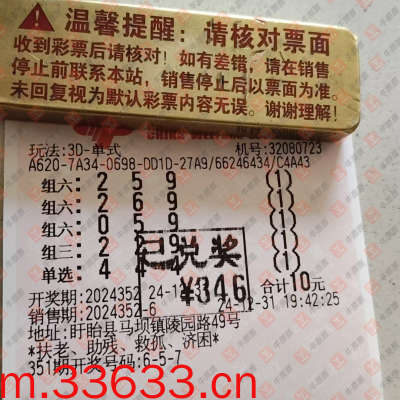 温馨提醒：请核对票面
收到彩票后请核对！如有差错，请在销售
停止前联系本站，销售停止后以票面为准。
未回复视为默认彩票内容无误。谢谢理解！
玩法:3D-单式 机号:32080723
A620-7A34-0698-DD1D-27A9/66246434/C4AA3
组六: 2 5 9 (1)
组六: 2 6 9 (1)
组六: 0 5 9 (1)
组三: 2 2 9 (1)
单选: 4 4 4 (1)
已兑奖
¥346
合计10元
开奖期:2024352 24-12-31
销售期:2024352-6 24-12-31 19:42:25
地址:盱眙县马坝镇陵园路49号
*扶老、助残、救孤、济困*
351期开奖号码:6-5-7
m.33633.cn